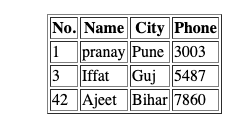 No. Name City Phone
1 pranay Pune 3003
3 Iffat Guj 5487
42 Ajeet Bihar 7860